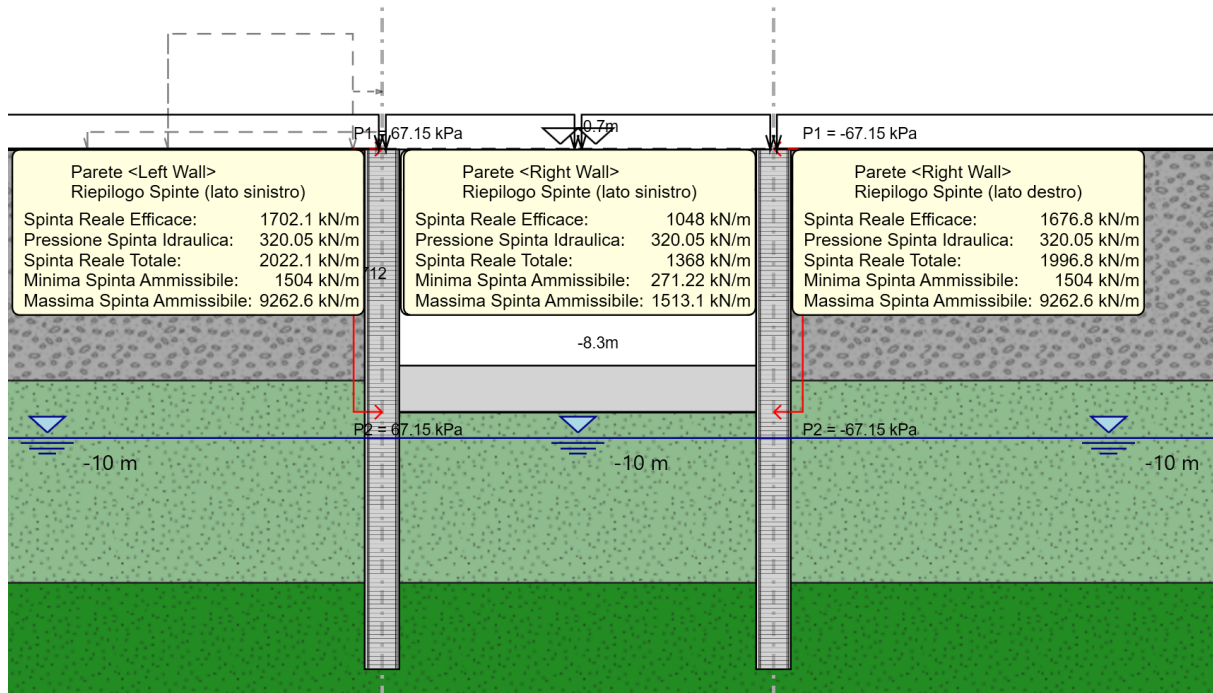 0.7m
P1 = 67.15 kPa
P1 = -67.15 kPa
Parete <Left Wall>
Riepilogo Spinte (lato sinistro)
Spinta Reale Efficace: 1702.1 kN/m
Pressione Spinta Idraulica: 320.05 kN/m
Spinta Reale Totale: 2022.1 kN/m
Minima Spinta Ammissibile: 1504 kN/m
Massima Spinta Ammissibile: 9262.6 kN/m
712
Parete <Right Wall>
Riepilogo Spinte (lato sinistro)
Spinta Reale Efficace: 1048 kN/m
Pressione Spinta Idraulica: 320.05 kN/m
Spinta Reale Totale: 1368 kN/m
Minima Spinta Ammissibile: 271.22 kN/m
Massima Spinta Ammissibile: 1513.1 kN/m
Parete <Right Wall>
Riepilogo Spinte (lato destro)
Spinta Reale Efficace: 1676.8 kN/m
Pressione Spinta Idraulica: 320.05 kN/m
Spinta Reale Totale: 1996.8 kN/m
Minima Spinta Ammissibile: 1504 kN/m
Massima Spinta Ammissibile: 9262.6 kN/m
-8.3m
P2 = 67.15 kPa
P2 = -67.15 kPa
-10 m
-10 m
-10 m